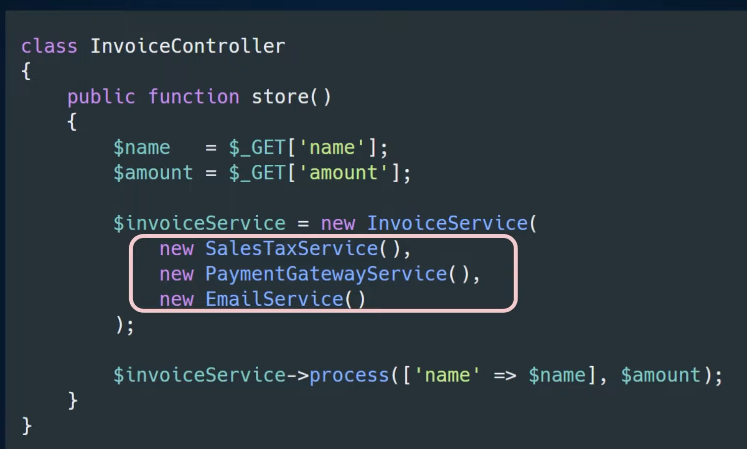 class InvoiceController
{
    public function store()
    {
        $name   = $_GET['name'];
        $amount = $_GET['amount'];

        $invoiceService = new InvoiceService(
            new SalesTaxService(),
            new PaymentGatewayService(),
            new EmailService()
        );

        $invoiceService->process(['name' => $name], $amount);
    }
}